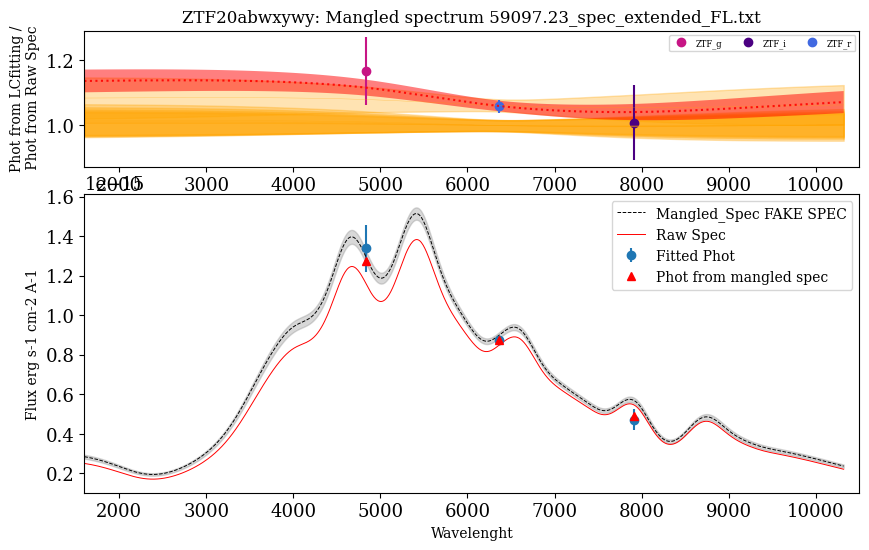 ZTF20abwxywy: Mangled spectrum 59097.23_spec_extended_FL.txt
Phot from LCfitting /
Phot from Raw Spec
1.2
1.0
ZTF_g
ZTF_i
ZTF_r
2000 3000 4000 5000 6000 7000 8000 9000 10000
1e−15
1.6
1.4
1.2
1.0
0.8
0.6
0.4
0.2
Flux erg s-1 cm-2 A-1
Mangled_Spec FAKE SPEC
Raw Spec
Fitted Phot
Phot from mangled spec
2000 3000 4000 5000 6000 7000 8000 9000 10000
Wavelenght